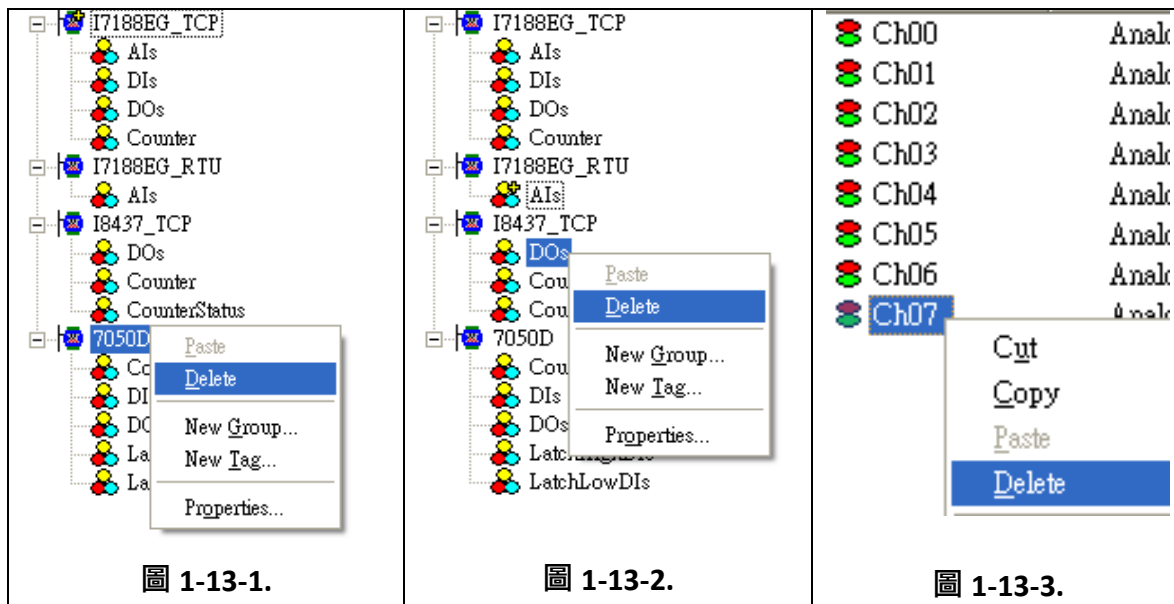 I7188EG_TCP
AIs
DIs
DOs
Counter
I7188EG_RTU
AIs
I8437_TCP
DOs
Counter
CounterStatus
7050D
Paste
Delete
New Group...
New Tag...
Properties...
圖 1-13-1.
I7188EG_TCP
AIs
DIs
DOs
Counter
I7188EG_RTU
AIs
I8437_TCP
DOs
Paste
Delete
New Group...
New Tag...
Properties...
7050D
DIs
DOs
LatchLowDIs
圖 1-13-2.
Ch00
Ch01
Ch02
Ch03
Ch04
Ch05
Ch06
Ch07
Cut
Copy
Paste
Delete
圖 1-13-3.